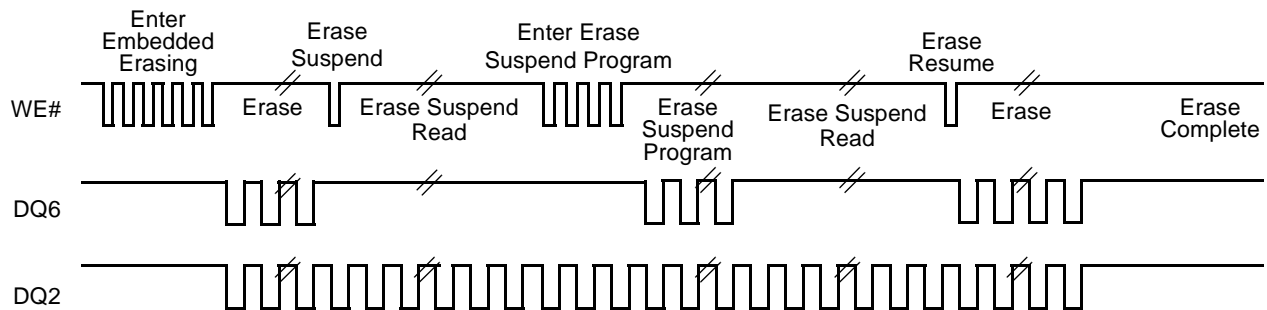 Enter
Embedded
Erasing
Erase
Suspend
Enter Erase
Suspend Program
Erase
Resume
WE#
Erase
Erase Suspend
Read
Erase
Suspend
Program
Erase Suspend
Read
Erase
Erase
Complete
DQ6
DQ2